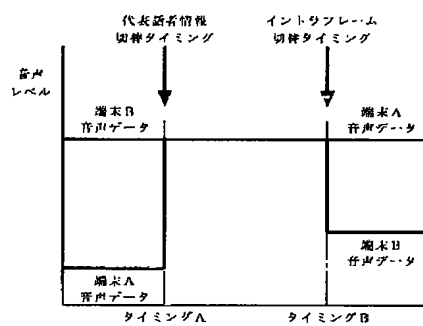 代表話者情報
切替タイミング
イントラフレーム
切替タイミング
音声
レベル
端末B
音声データ
端末A
音声データ
端末B
音声データ
端末A
音声データ
タイミングA
タイミングB